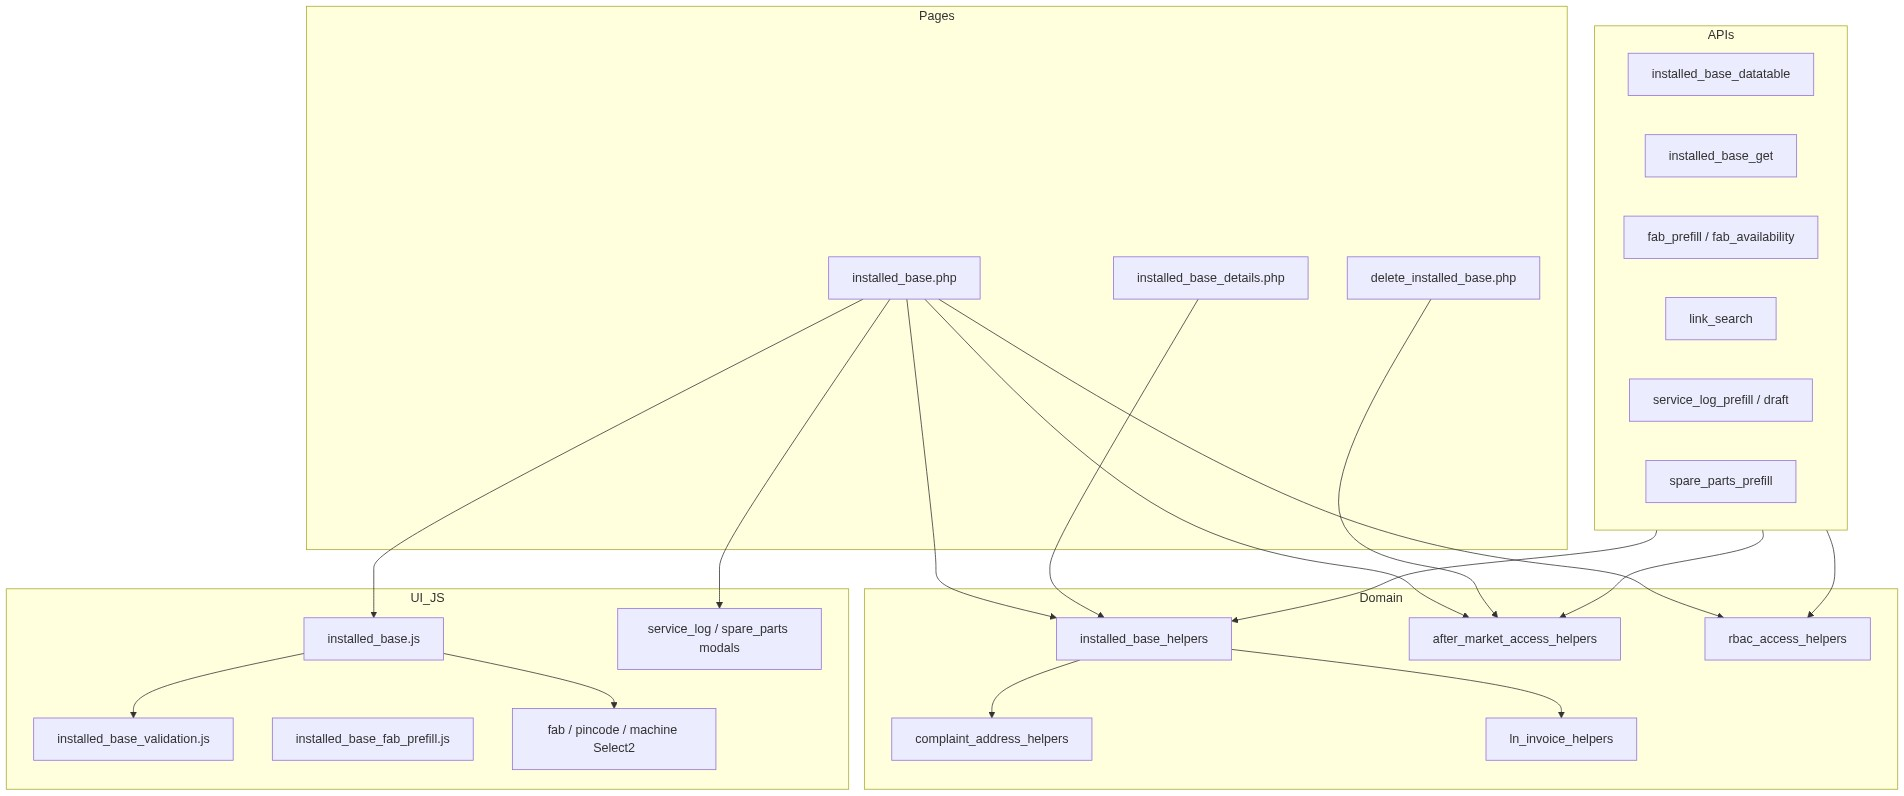 Pages
installed_base.php
installed_base_details.php
delete_installed_base.php
APIs
installed_base_datatable
installed_base_get
fab_prefill / fab_availability
link_search
service_log_prefill / draft
spare_parts_prefill
UI_JS
installed_base.js
service_log / spare_parts
modals
installed_base_validation.js
installed_base_fab_prefill.js
fab / pincode / machine
Select2
Domain
installed_base_helpers
after_market_access_helpers
rbac_access_helpers
complaint_address_helpers
ln_invoice_helpers